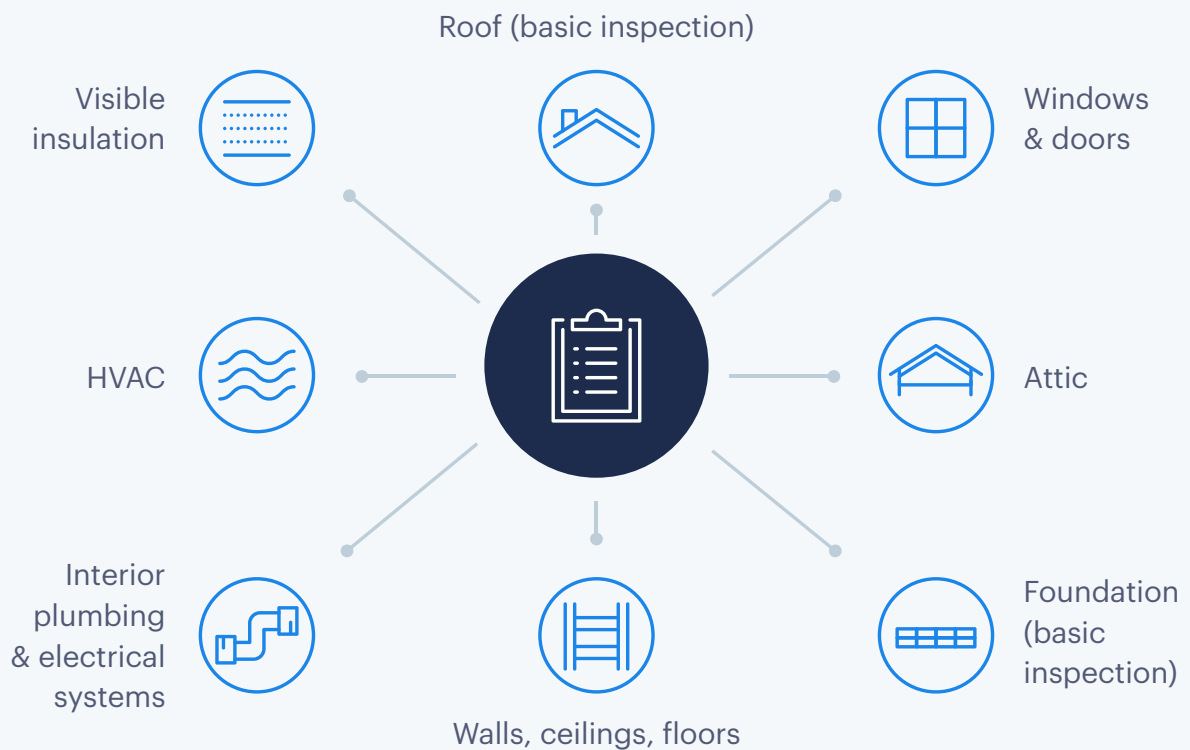 Roof (basic inspection)
Visible
insulation
Windows
& doors
HVAC
Attic
Interior
plumbing
& electrical
systems
Foundation
(basic
inspection)
Walls, ceilings, floors